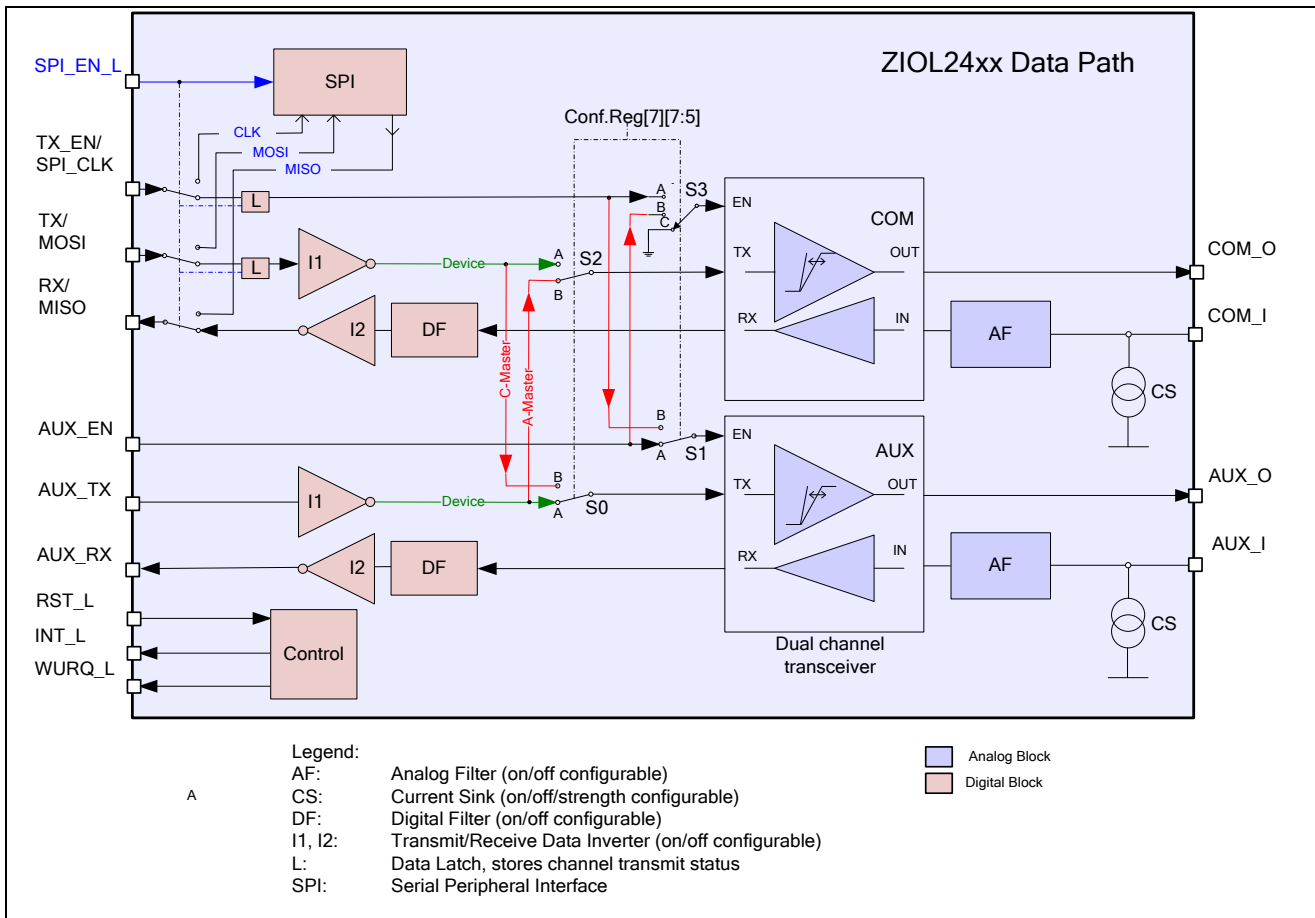 ZIOL24xx Data Path
SPI_EN_L
SPI
Conf.Reg[7][7:5]
CLK
MOSI
MISO
TX_EN/
SPI_CLK
L
A
B
C
S3
EN
COM
TX/
MOSI
L
I1
Device
A
B
S2
TX
OUT
COM_O
RX/
MISO
I2
DF
RX
IN
AF
COM_I
CS
C-Master
A-Master
AUX_EN
B
A
S1
EN
AUX
AUX_TX
I1
Device
B
A
S0
TX
OUT
AUX_O
AUX_RX
I2
DF
RX
IN
AF
AUX_I
CS
RST_L
INT_L
WURQ_L
Control
Dual channel
transceiver
Legend:
AF: Analog Filter (on/off configurable)
CS: Current Sink (on/off/strength configurable)
DF: Digital Filter (on/off configurable)
I1, I2: Transmit/Receive Data Inverter (on/off configurable)
L: Data Latch, stores channel transmit status
SPI: Serial Peripheral Interface
A
Analog Block
Digital Block